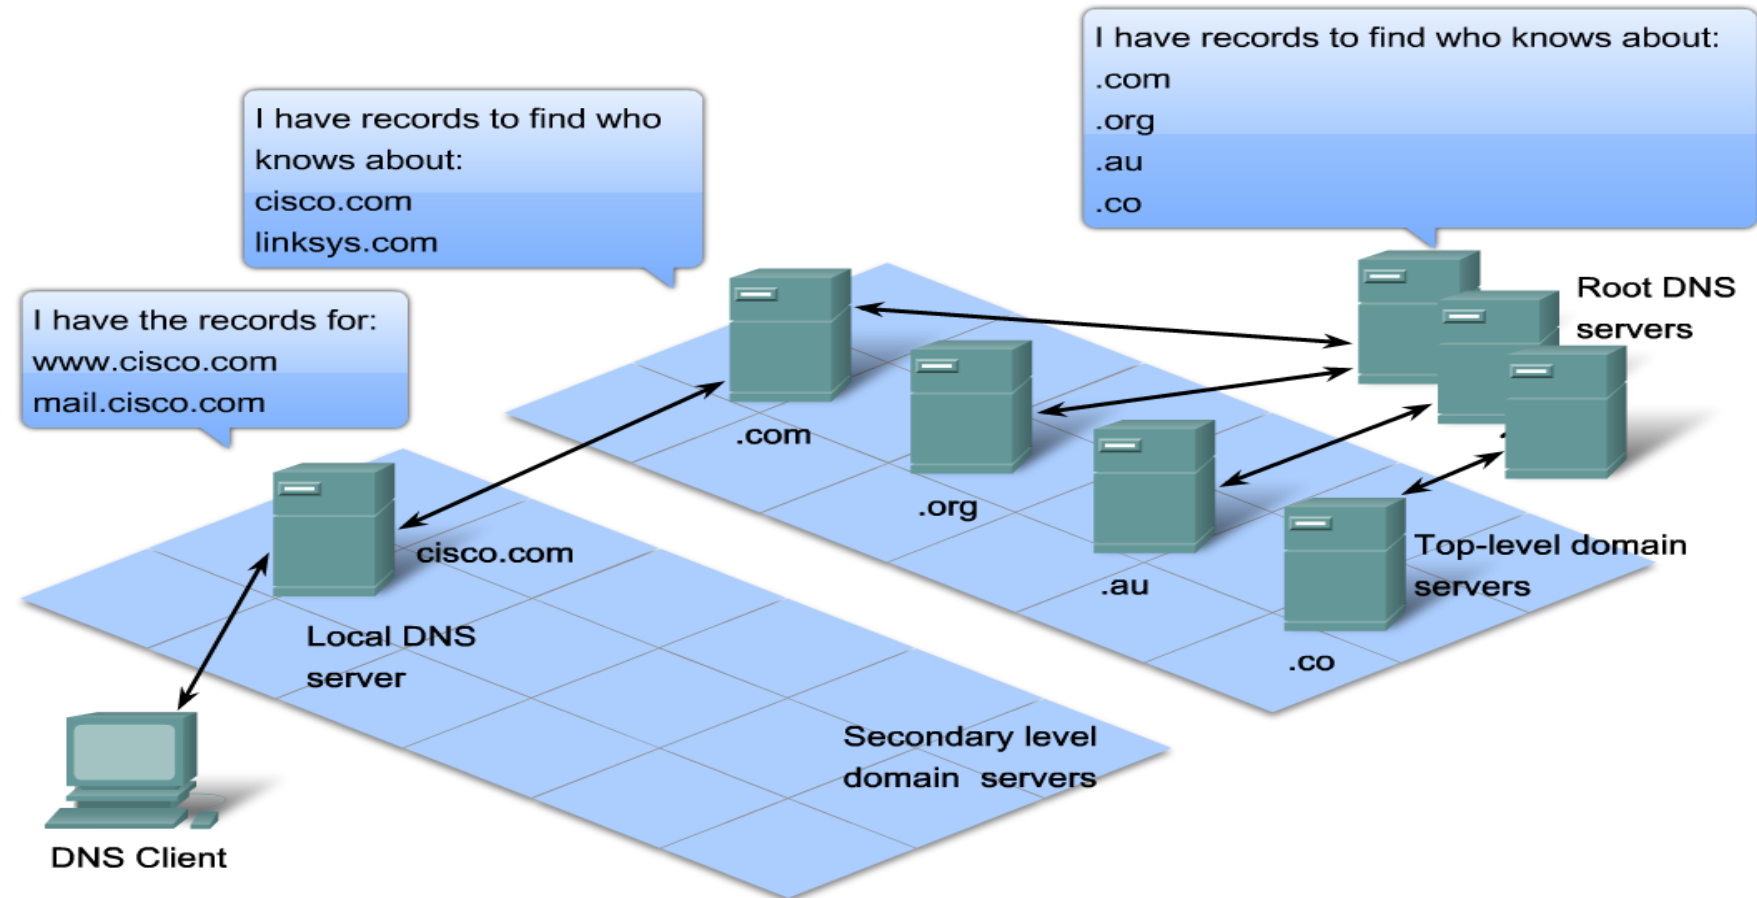 I have records to find who knows about:
.com
.org
.au
.co
I have records to find who
knows about:
cisco.com
linksys.com
I have the records for:
www.cisco.com
mail.cisco.com
Root DNS
servers
.com
.org
.au
.co
Top-level domain
servers
cisco.com
Local DNS
server
Secondary level
domain servers
DNS Client